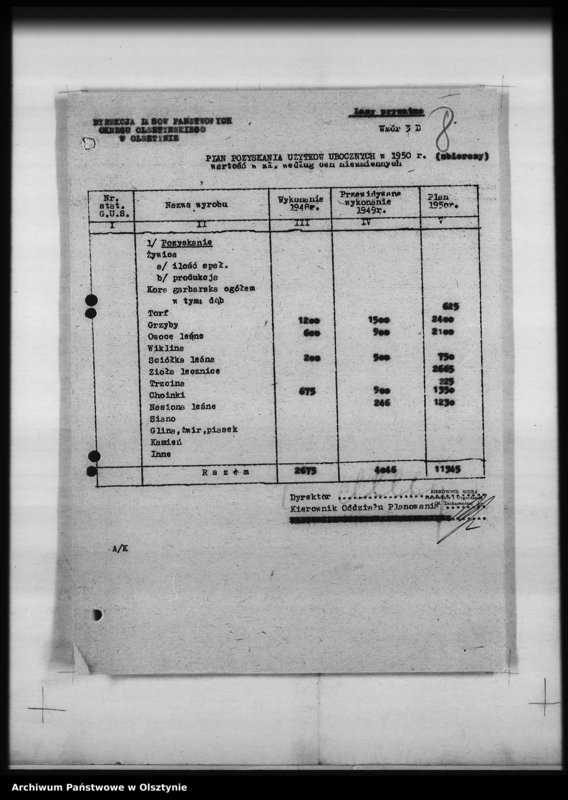 Lasy prywatne
DYREKCJA LASÓW PAŃSTWOWYCH
OKRĘGU OLSZTYŃSKIEGO
W OLSZTYNIE
Wzór 3 D
8
PLAN POZYSKANIA UŻYTKÓW UBOCZNYCH w 1950 r. (zbiorczy)
wartość w zł. według cen niezmiennych
Nr. stat. G.U.S. Nazwa wyrobu Wykonanie 1948r. Przewidywane wykonanie 1949r. Plan 1950r.
I II III IV V
1/ Pozyskanie
Żywica
a/ ilość spał.
b/ produkcja
Kora garbarska ogółem
w tym: dąb
Torf 625
Grzyby 1200 1500 2400
Owoce leśne 600 900 2100
Wiklina
Sciółka leśna 200 500 750
Zioła lecznice 2665
Trzcina 225
Choinki 675 900 1350
Nasiona leśne 246 1230
Siano
Glina, żwir, piasek
Kamień
Inne
Razem 2675 4046 11345
Dyrektor
KIEROWNIK BIURA
Kierownik Oddziału Planowania
A/K
Archiwum Państwowe w Olsztynie